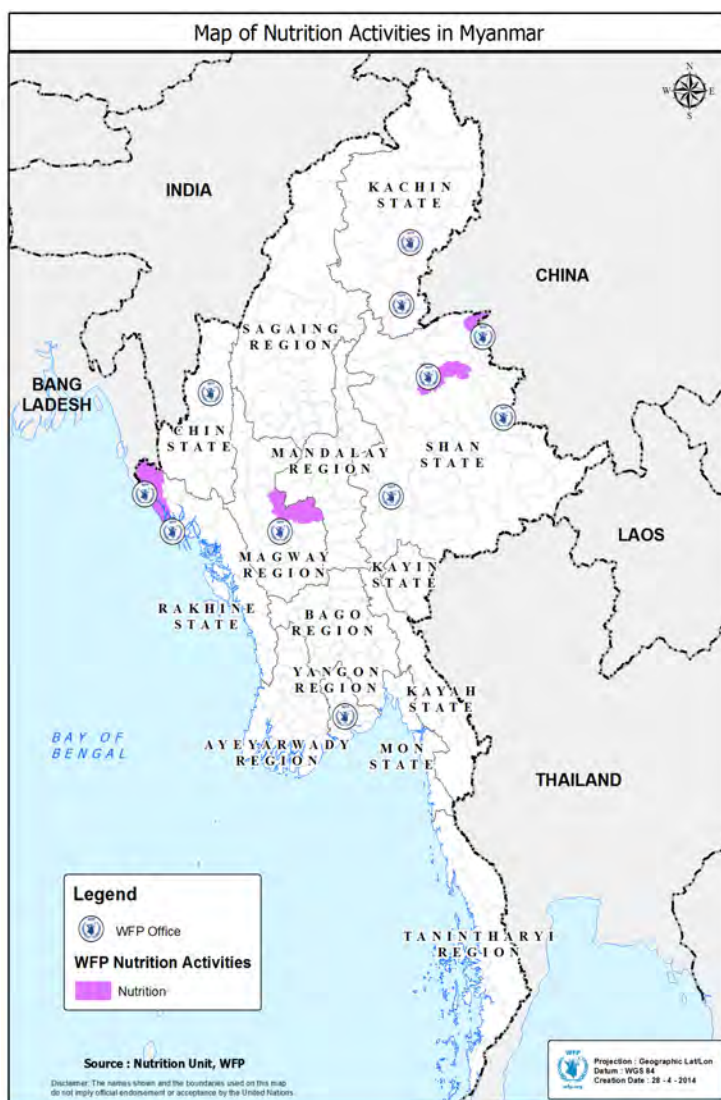 Map of Nutrition Activities in Myanmar
N
W
E
S
INDIA
KACHIN
STATE
CHINA
SAGAING
REGION
BANG
LADESH
CHIN
STATE
MANDALAY
REGION
SHAN
STATE
LAOS
MAGWAY
REGION
KAYIN
STATE
RAKHINE
STATE
BAGO
REGION
YANGON
REGION
KAYAH
STATE
BAY OF
BENGAL
AYEYARWADY
REGION
MON
STATE
THAILAND
TANINTHARYI
REGION
Legend
WFP Office
WFP Nutrition Activities
Nutrition
Source : Nutrition Unit, WFP
Disclaimer: The names shown and the boundaries used on this map
do not imply official endorsement or acceptance by the United Nations.
WFP
wfp.org
Projection : Geographic Lat/Lon
Datum : WGS 84
Creation Date : 28 - 4 - 2014